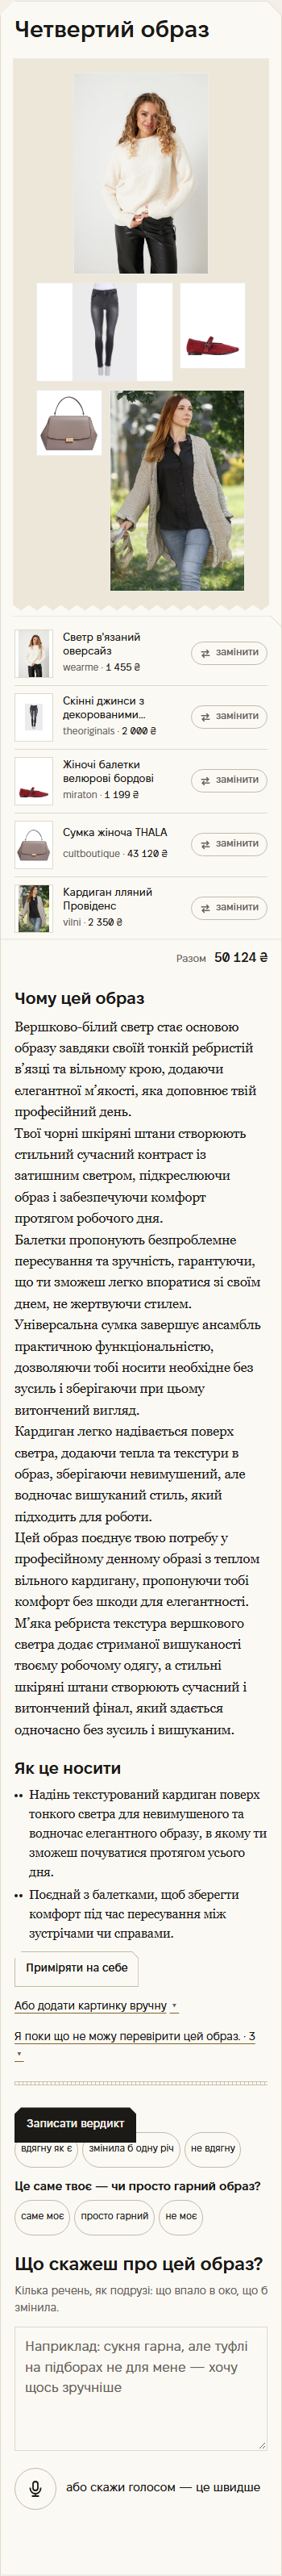 Четвертий образ
Светр в'язаний
оверсайз
wearme · 1 455 ₴
замінити
Скінні джинси з
декорованими...
theoriginals · 2 000 ₴
замінити
Жіночі балетки
велюрові бордові
miraton · 1 199 ₴
замінити
Сумка жіноча THALA
cultboutique · 43 120 ₴
замінити
Кардиган лляний
Провіденс
vilni · 2 350 ₴
замінити
Разом 50 124 ₴
Чому цей образ
Вершково-білий светр стає основою
образу завдяки своїй тонкій ребристій
в'язці та вільному крою, додаючи
елегантної м'якості, яка доповнює твій
професійний день.
Твої чорні шкіряні штани створюють
стильний сучасний контраст із
затишним светром, підкреслюючи
образ і забезпечуючи комфорт
протягом робочого дня.
Балетки пропонують безпроблемне
пересування та зручність, гарантуючи,
що ти зможеш легко впоратися зі своїм
днем, не жертвуючи стилем.
Універсальна сумка завершує ансамбль
практичною функціональністю,
дозволяючи тобі носити необхідне без
зусиль і зберігаючи при цьому
витончений вигляд.
Кардиган легко надівається поверх
светра, додаючи тепла та текстури в
образ, зберігаючи невимушений, але
водночас вишуканий стиль, який
підходить для роботи.
Цей образ поєднує твою потребу у
професійному денному образі з теплом
вільного кардигану, пропонуючи тобі
комфорт без шкоди для елегантності.
М'яка ребриста текстура вершкового
светра додає стриманої вишуканості
твоєму робочому одягу, а стильні
шкіряні штани створюють сучасний і
витончений фінал, який здається
одночасно без зусиль і вишуканим.
Як це носити
Надінь текстурований кардиган поверх
тонкого светра для невимушеного та
водночас елегантного образу, в якому ти
зможеш почуватися протягом усього
дня.
Поєднай з балетками, щоб зберегти
комфорт під час пересування між
зустрічами чи справами.
Приміряти на себе
Або додати картинку вручну
Я поки що не можу перевірити цей образ. · 3
Записати вердикт
вдягну як є
змінила б одну річ
не вдягну
Це саме твоє — чи просто гарний образ?
саме моє
просто гарний
не моє
Що скажеш про цей образ?
Кілька речень, як подрузі: що впало в око, що б
змінила.
Наприклад: сукня гарна, але туфлі
на підборах не для мене — хочу
щось зручніше
або скажи голосом — це швидше